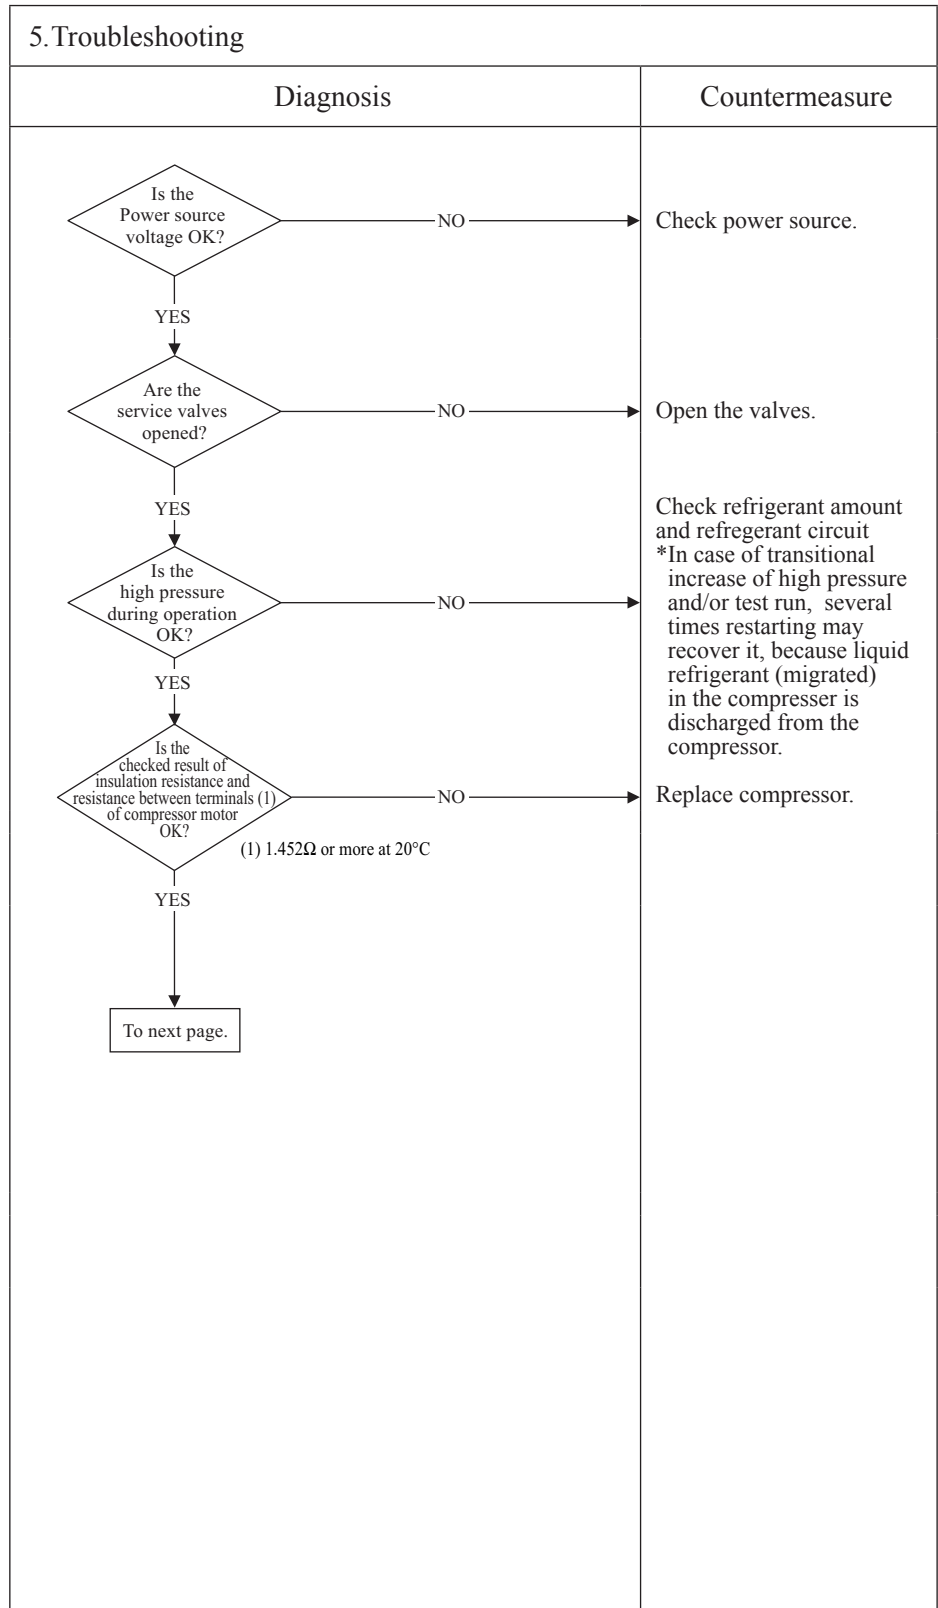 5.Troubleshooting
Diagnosis
Countermeasure
Is the
Power source
voltage OK?
NO
Check power source.
YES
Are the
service valves
opened?
NO
Open the valves.
YES
Is the
high pressure
during operation
OK?
NO
Check refrigerant amount
and refregerant circuit
*In case of transitional
increase of high pressure
and/or test run, several
times restarting may
recover it, because liquid
refrigerant (migrated)
in the compresser is
discharged from the
compressor.
YES
Is the
checked result of
insulation resistance and
resistance between terminals (1)
of compressor motor
OK?
NO
Replace compressor.
(1) 1.452Ω or more at 20°C
YES
To next page.